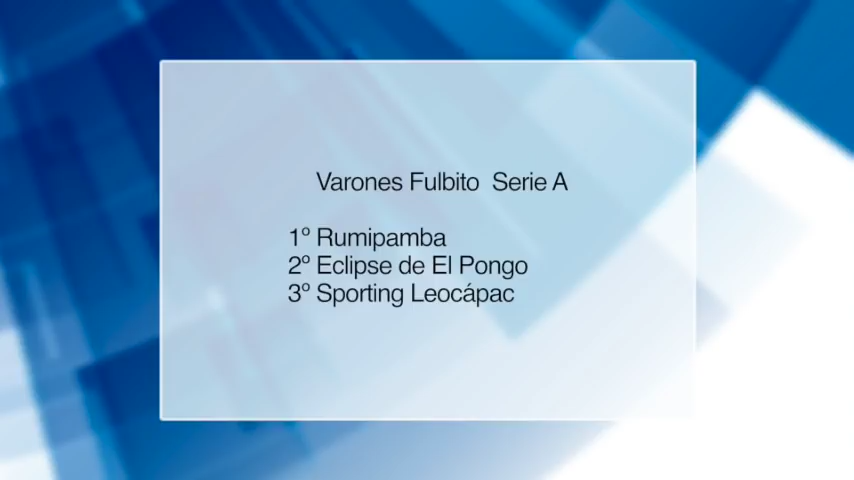 Varones Fulbito Serie A
1º Rumipamba
2º Eclipse de El Pongo
3º Sporting Leocápac